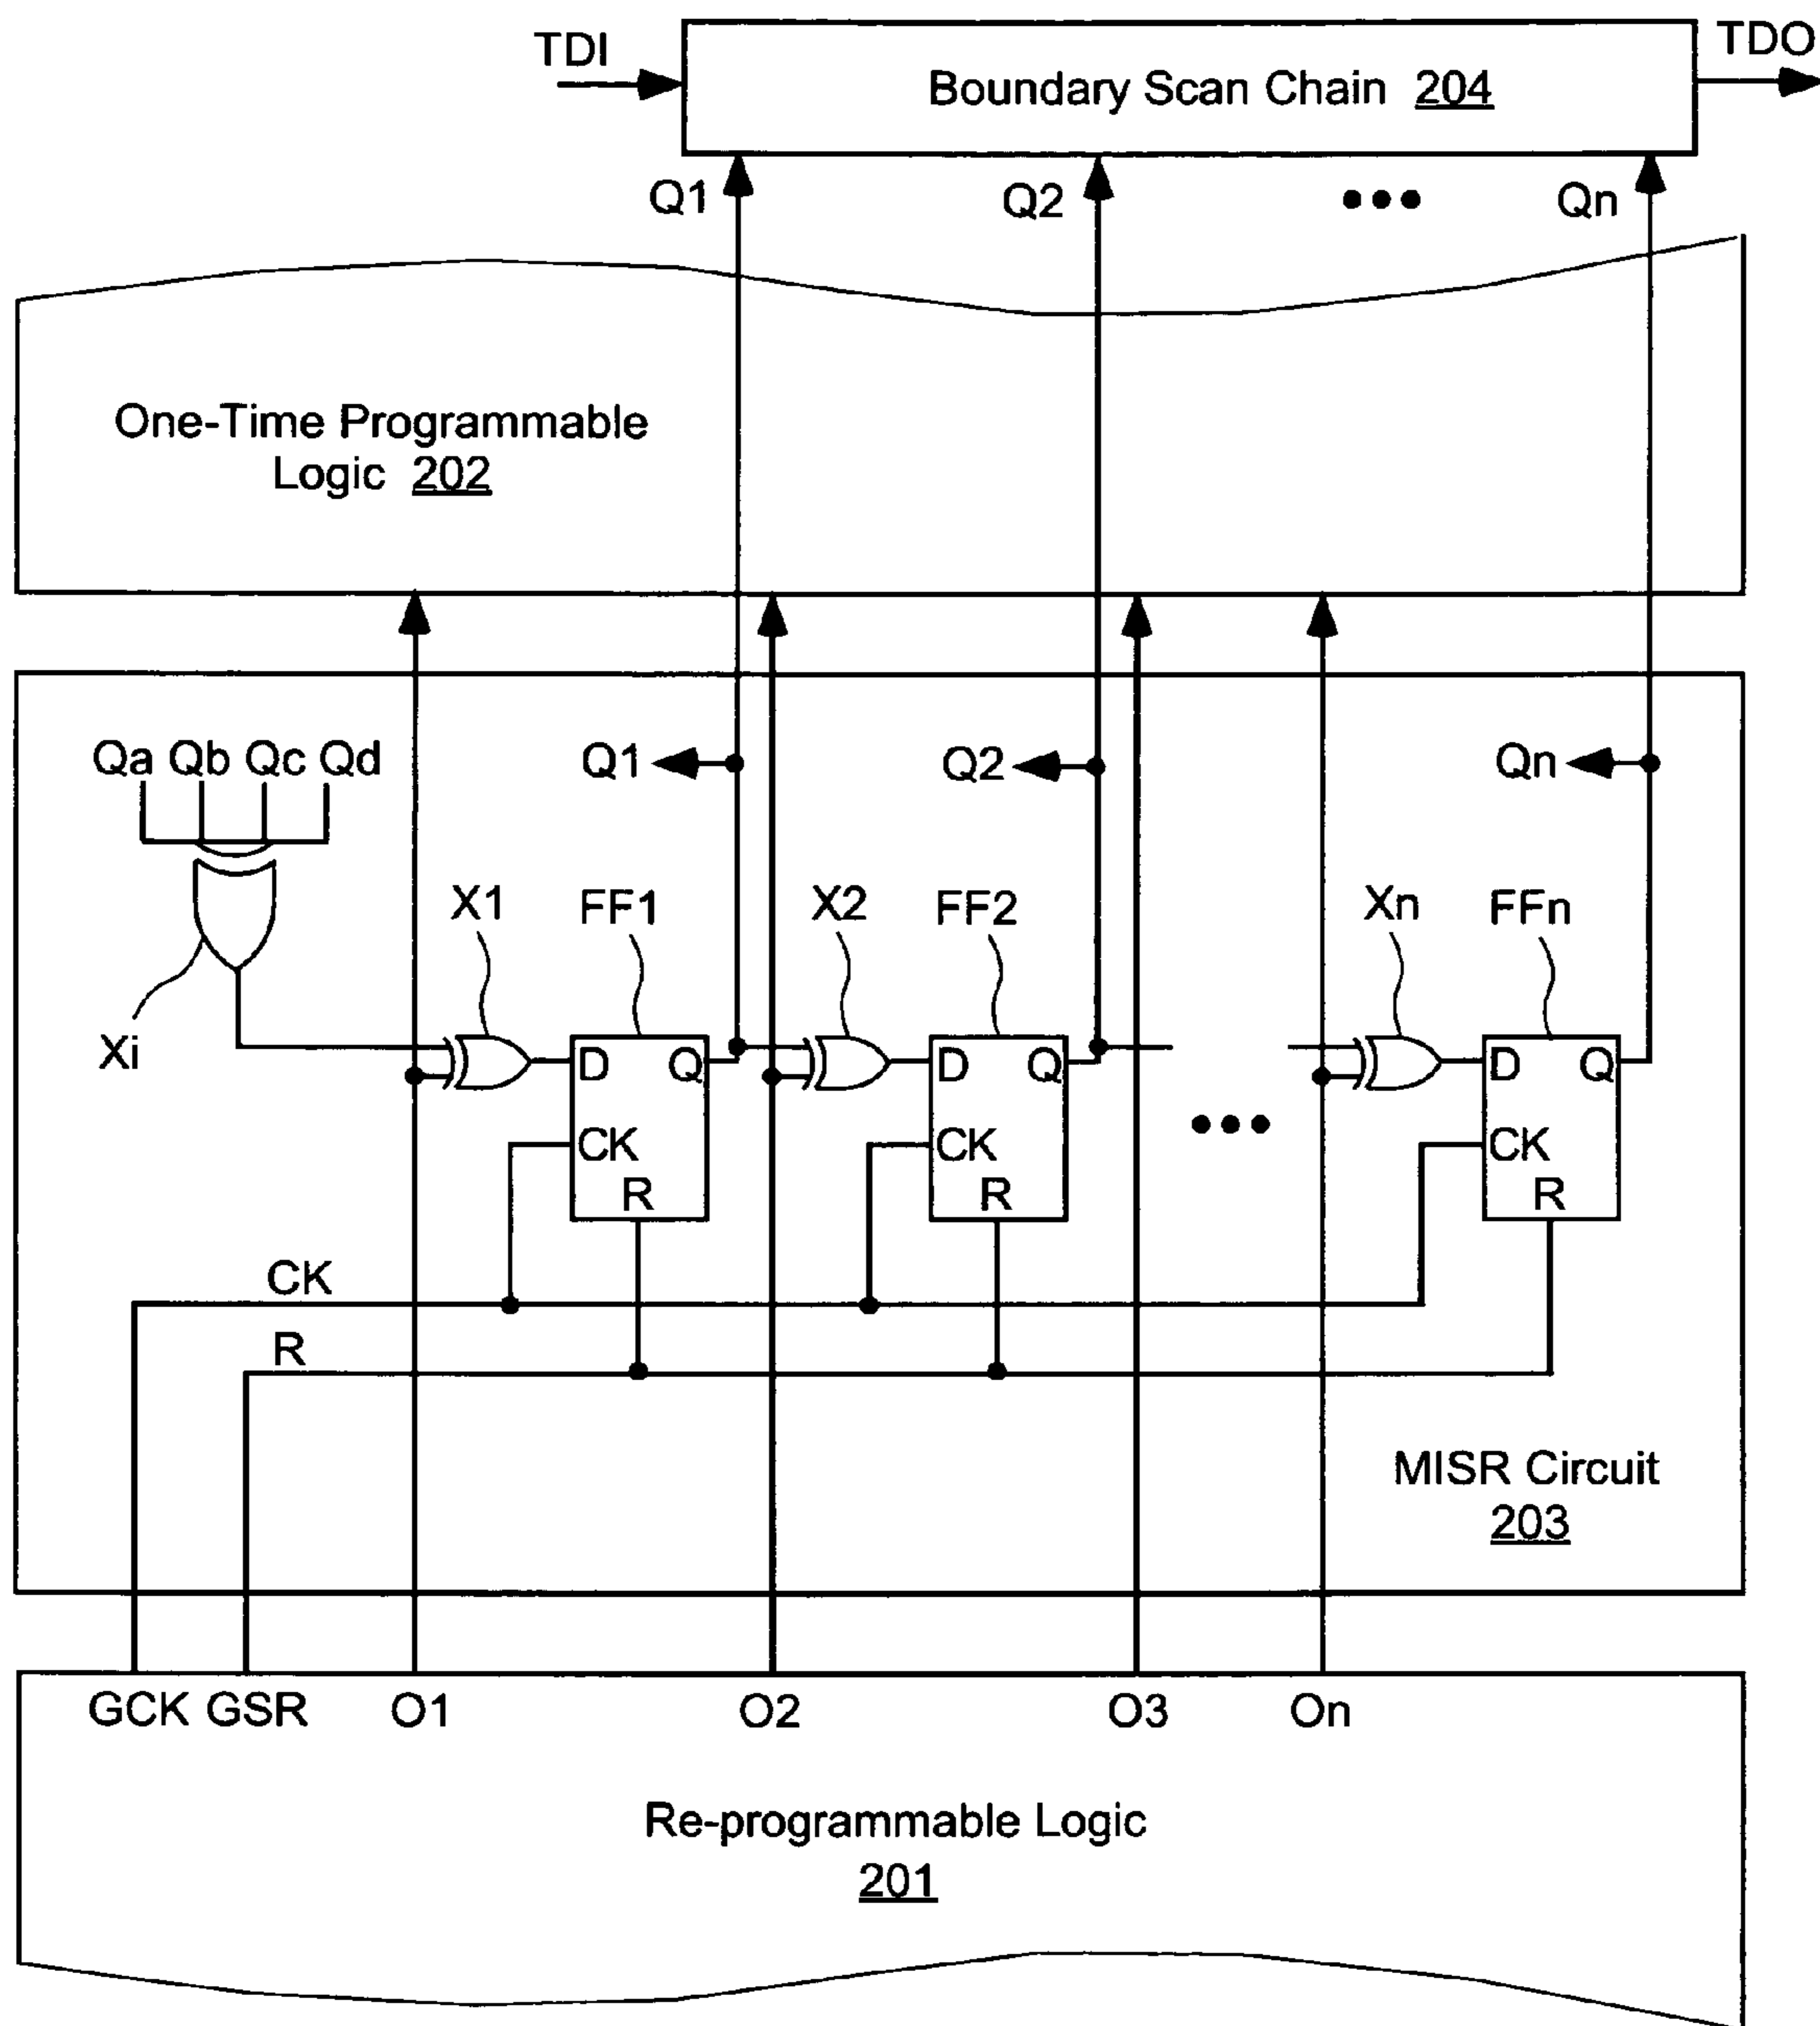 TDI
TDO
Boundary Scan Chain 204
Q1
Q2
•••
Qn
One-Time Programmable
Logic 202
Qa Qb Qc Qd
Q1
Q2
Qn
X1
FF1
X2
FF2
Xn
FFn
Xi
D Q
CK
R
D Q
CK
R
•••
D Q
CK
R
CK
R
MISR Circuit
203
GCK GSR O1 O2 O3 On
Re-programmable Logic
201